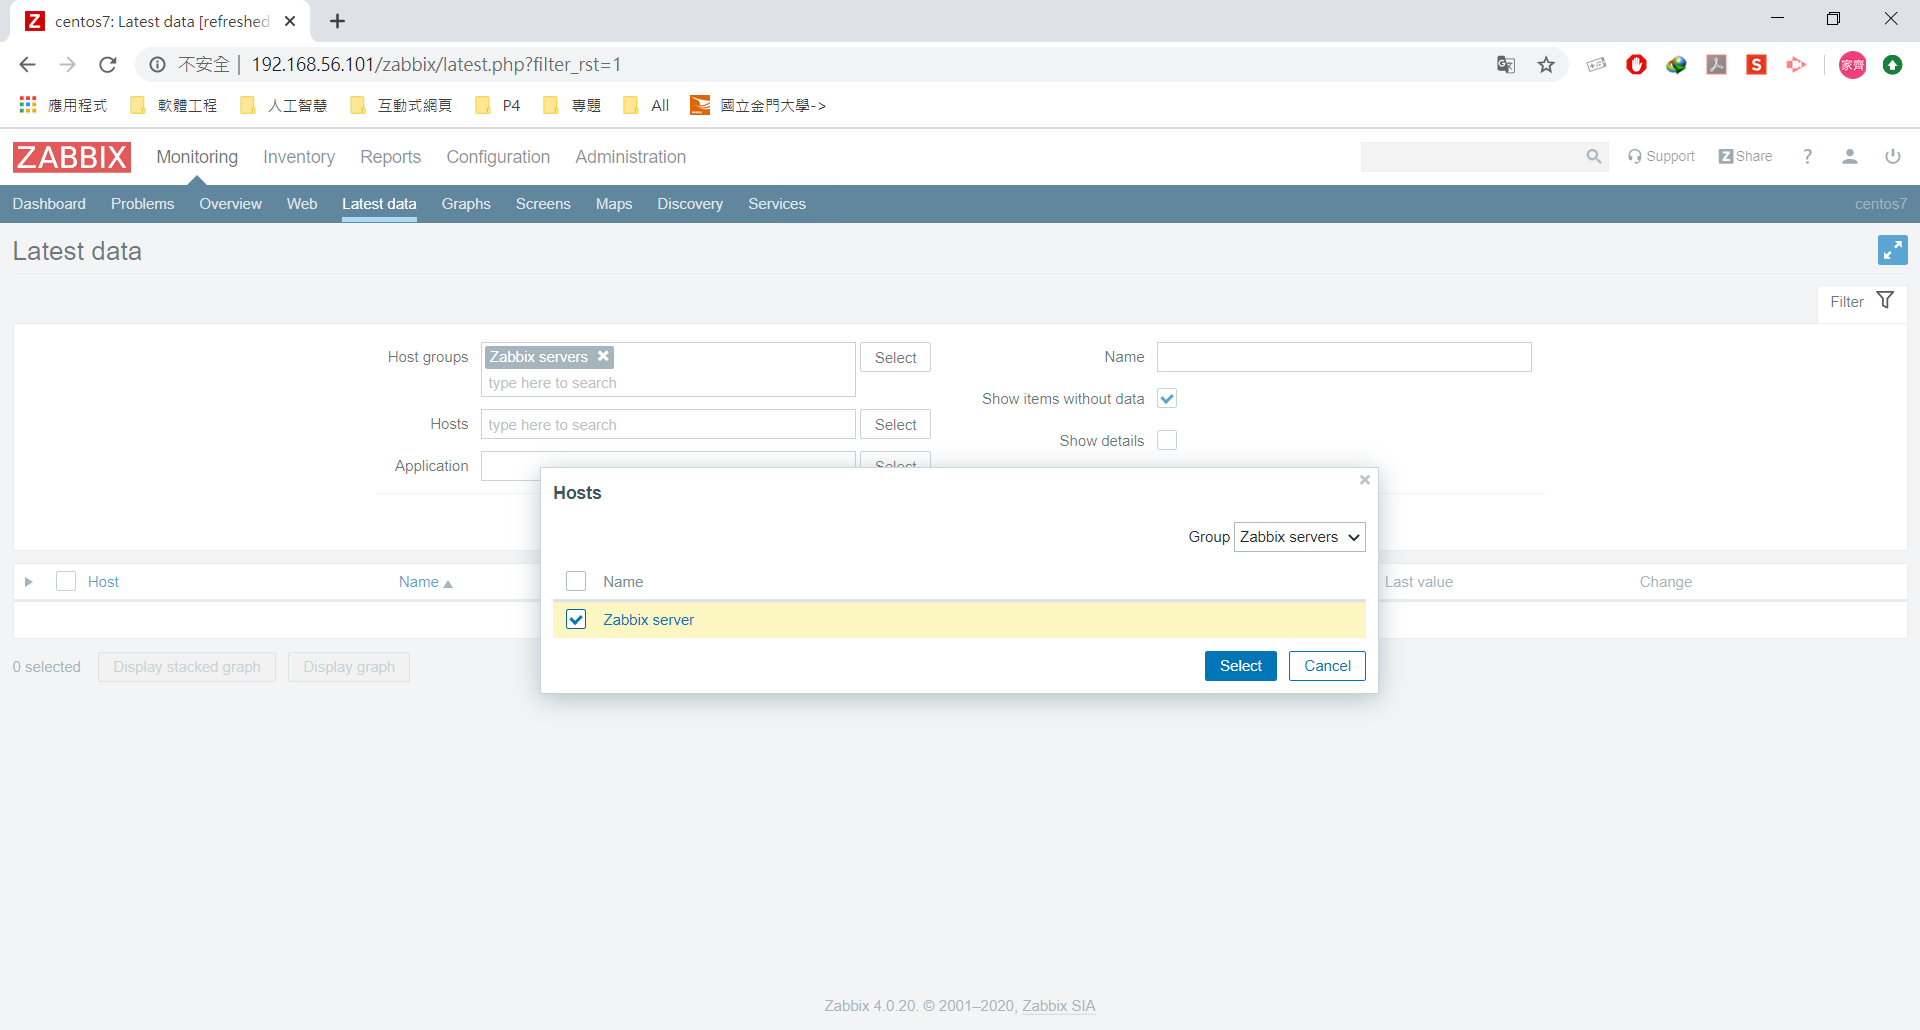 Z centos7: Latest data [refreshed
不安全 | 192.168.56.101/zabbix/latest.php?filter_rst=1
家齊
應用程式 軟體工程 人工智慧 互動式網頁 P4 專題 All 國立金門大學->
ZABBIX Monitoring Inventory Reports Configuration Administration Support Z Share ?
Dashboard Problems Overview Web Latest data Graphs Screens Maps Discovery Services centos7
Latest data
Filter
Host groups Zabbix servers Select Name
type here to search
Show items without data
Hosts type here to search Select
Show details
Application Select
Hosts
Group Zabbix servers
Host Name Name Last value Change
Zabbix server
0 selected Display stacked graph Display graph Select Cancel
Zabbix 4.0.20. © 2001–2020, Zabbix SIA